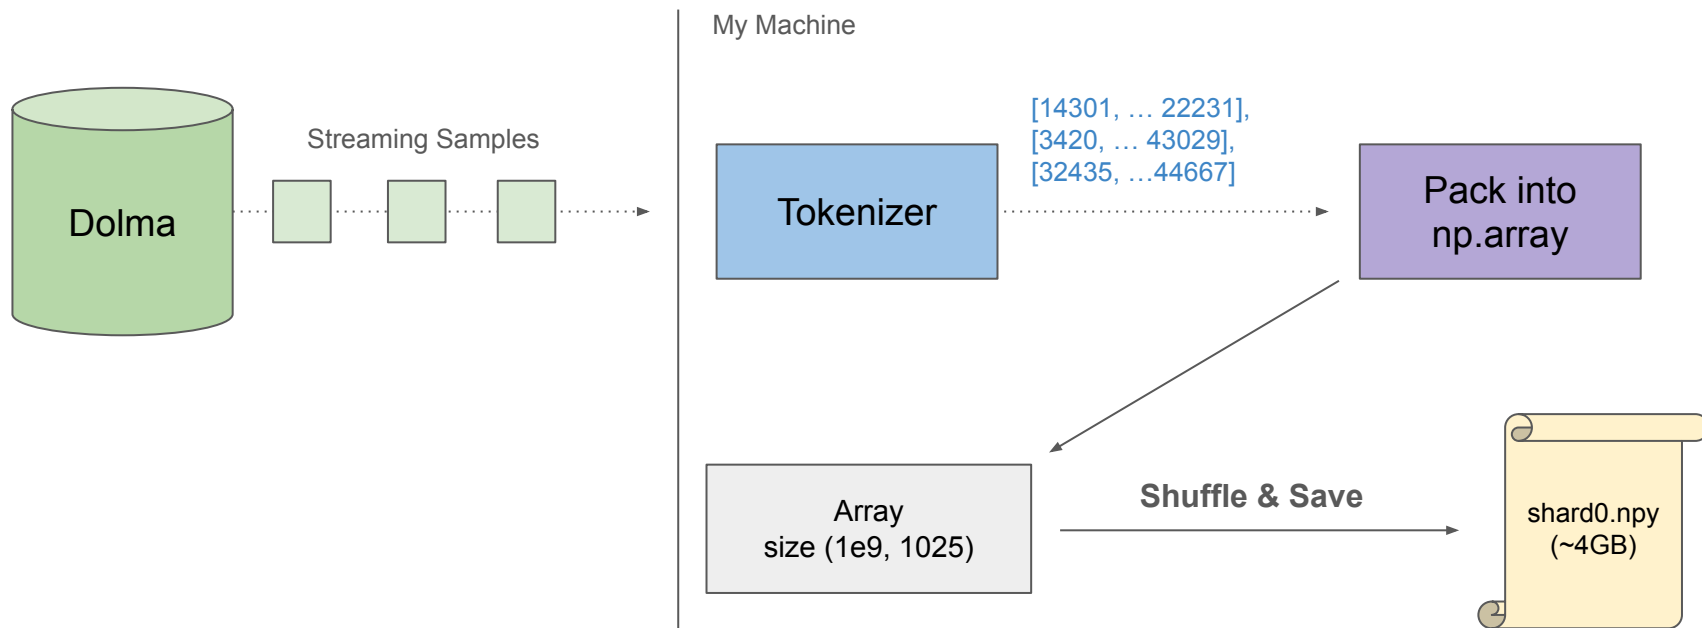 My Machine
Dolma
Streaming Samples
Tokenizer
[14301, … 22231],
[3420, … 43029],
[32435, …44667]
Pack into
np.array
Array
size (1e9, 1025)
Shuffle & Save
shard0.npy
(~4GB)